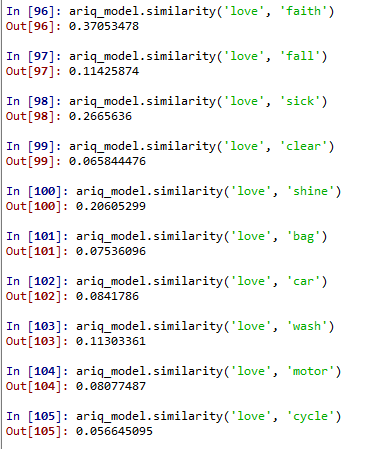 In [96]: ariq_model.similarity('love', 'faith')
Out[96]: 0.37053478
In [97]: ariq_model.similarity('love', 'fall')
Out[97]: 0.11425874
In [98]: ariq_model.similarity('love', 'sick')
Out[98]: 0.2665636
In [99]: ariq_model.similarity('love', 'clear')
Out[99]: 0.065844476
In [100]: ariq_model.similarity('love', 'shine')
Out[100]: 0.20605299
In [101]: ariq_model.similarity('love', 'bag')
Out[101]: 0.07536096
In [102]: ariq_model.similarity('love', 'car')
Out[102]: 0.0841786
In [103]: ariq_model.similarity('love', 'wash')
Out[103]: 0.11303361
In [104]: ariq_model.similarity('love', 'motor')
Out[104]: 0.08077487
In [105]: ariq_model.similarity('love', 'cycle')
Out[105]: 0.056645095